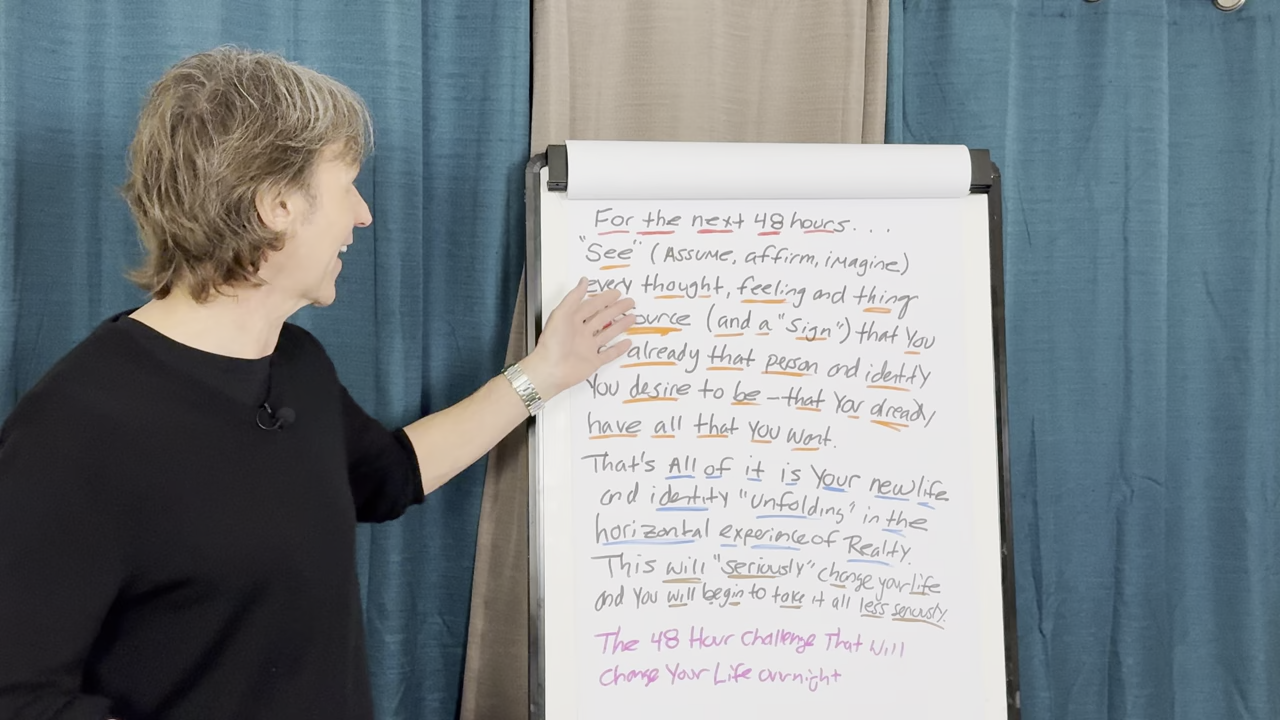 For the next 48 hours...
"See" (Assume, affirm, imagine)
every thought, feeling and thing
source (and a "Sign") that You
already that person and identity
You desire to be – that You already
have all that You want.
That's All of it is Your new life
and identity "Unfolding" in the
horizontal experience of Realty.
This will "seriously" change your life
and You will begin to take it all less seriously.
The 48 Hour Challenge That Will
Change Your Life overnight